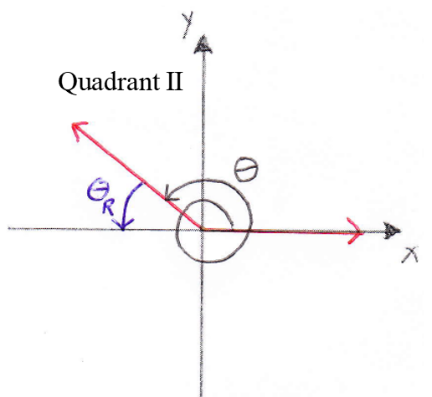 y
Quadrant II
θ
θR
x